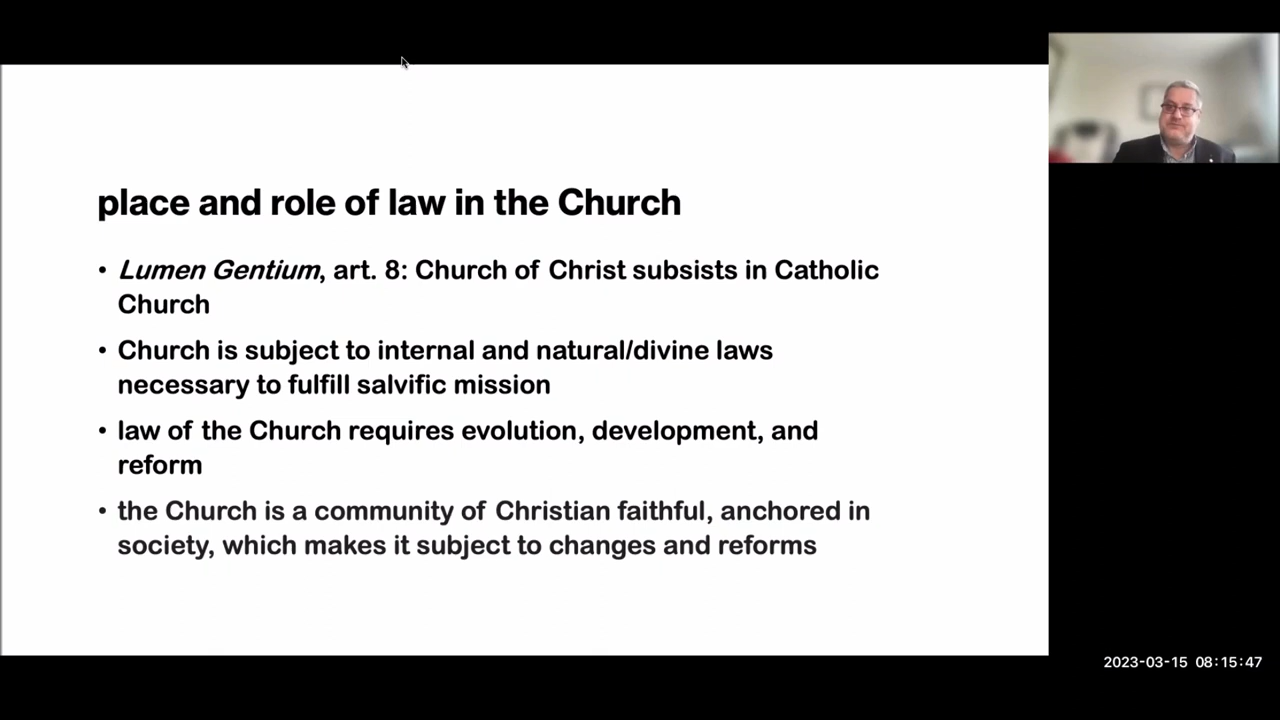 place and role of law in the Church
• Lumen Gentium, art. 8: Church of Christ subsists in Catholic
Church
• Church is subject to internal and natural/divine laws
necessary to fulfill salvific mission
• law of the Church requires evolution, development, and
reform
• the Church is a community of Christian faithful, anchored in
society, which makes it subject to changes and reforms
2023-03-15 08:15:47